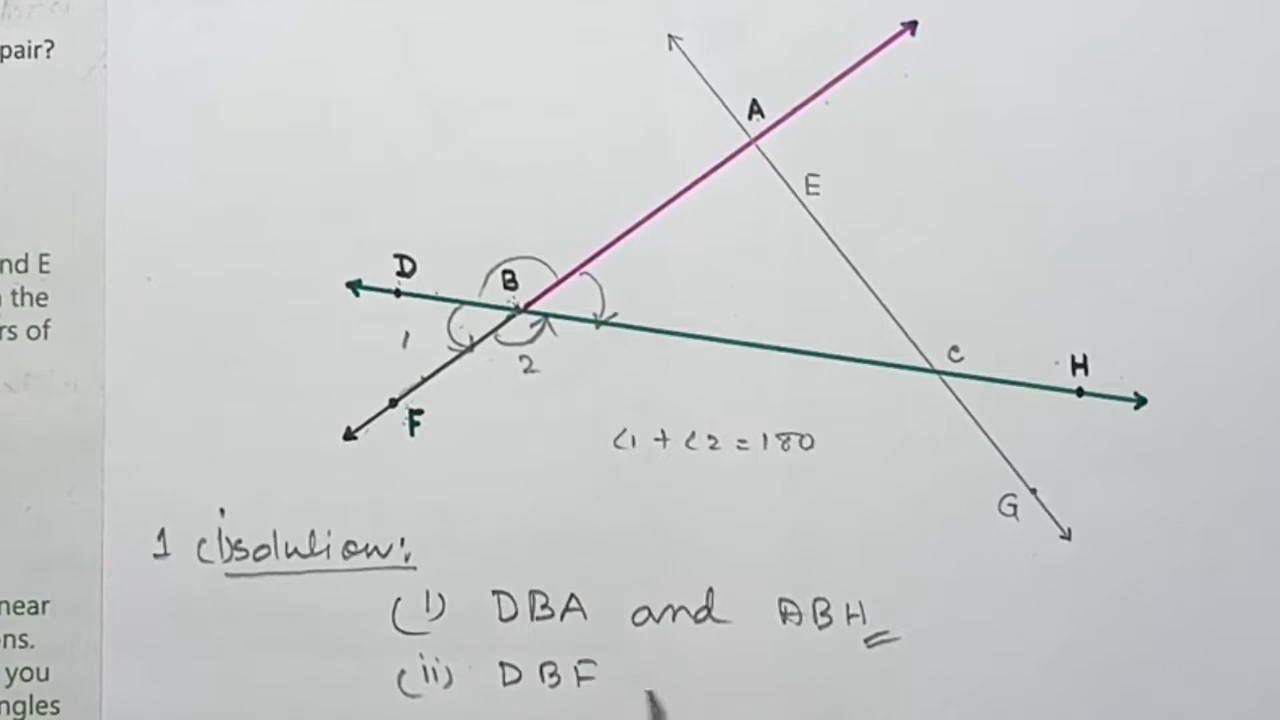 pair?
nd E
the
rs of
near
ns.
you
ngles
A
E
D
B
C
H
1
2
F
G
<1 + <2 = 180
1 (i) solution:
(i) DBA and ABH
(ii) DBF